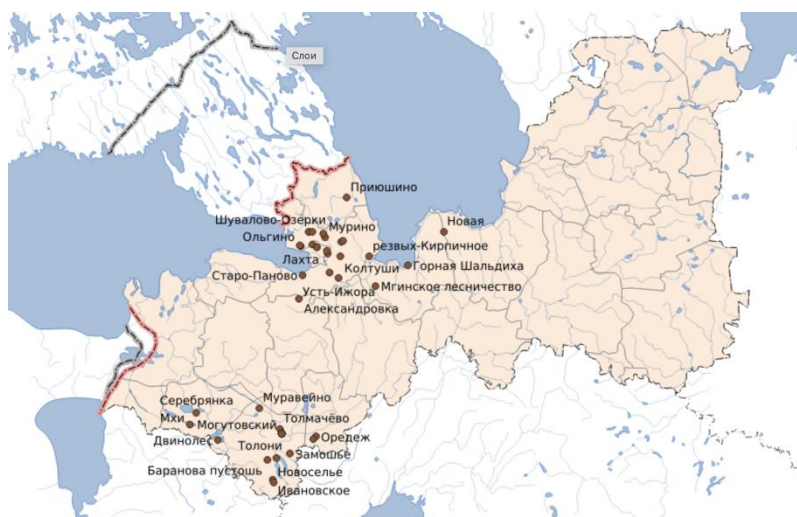 Слои
Приюшино
Шувалово-Озерки
Мурино
Новая
Ольгино
резвых-Кирпичное
Лахта
Колтуши
Горная Шальдиха
Старо-Паново
Усть-Ижора
Мгинское лесничество
Александровка
Серебрянка
Муравейно
Мхи
Могутовский
Толмачёво
Двинолес
Толони
Оредеж
Замошье
Баранова пустошь
Новоселье
Ивановское